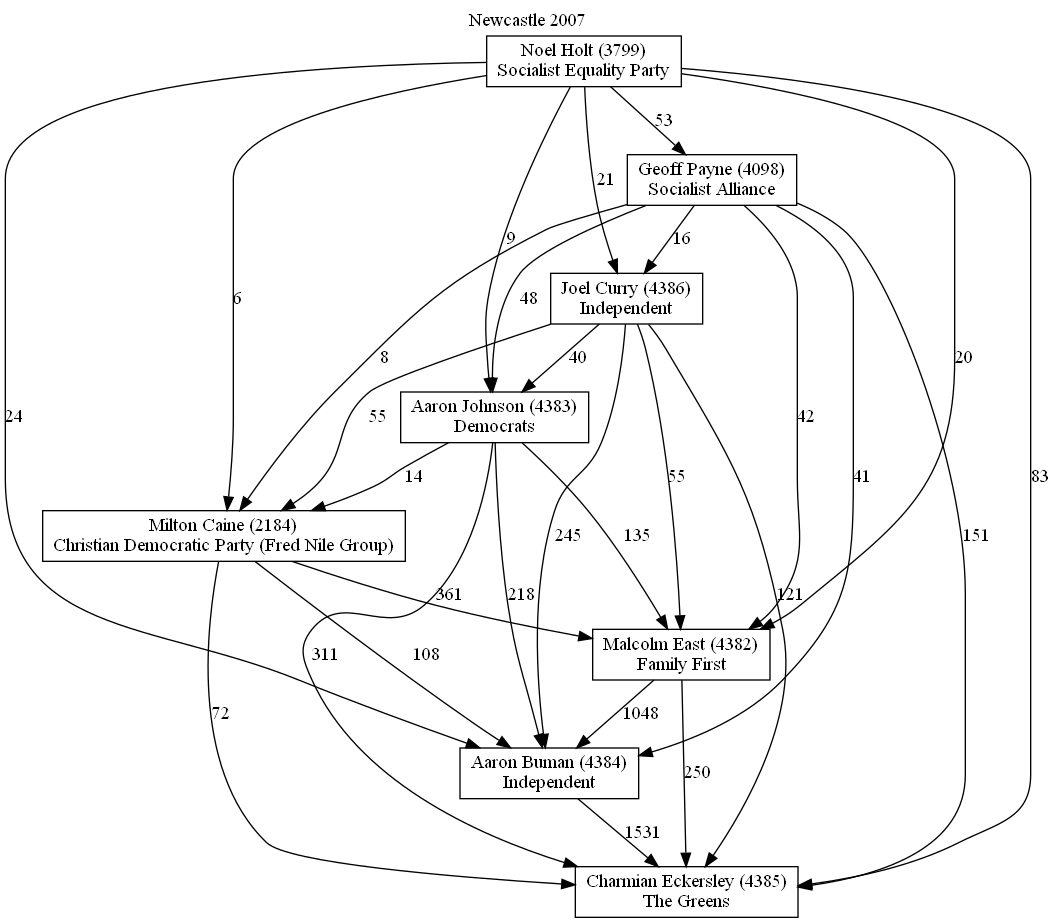 Newcastle 2007
Noel Holt (3799)
Socialist Equality Party
53
Geoff Payne (4098)
Socialist Alliance
21
9
16
6
48
Joel Curry (4386)
Independent
8
40
20
24
55
Aaron Johnson (4383)
Democrats
42
14
55
41
83
Milton Caine (2184)
Christian Democratic Party (Fred Nile Group)
245
135
151
361
218
121
311
108
Malcolm East (4382)
Family First
72
1048
Aaron Buman (4384)
Independent
250
1531
Charmian Eckersley (4385)
The Greens